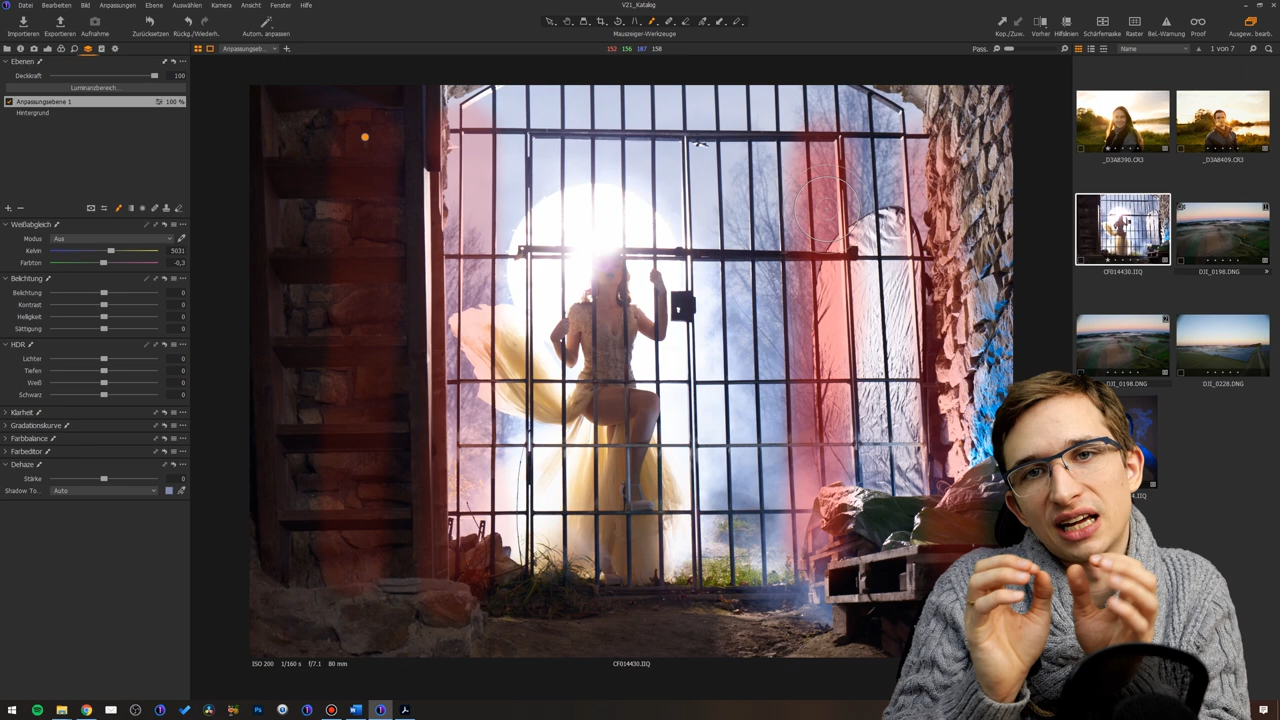 Datei Bearbeiten Bild Anpassungen Ebene Auswählen Kamera Ansicht Fenster Hilfe
V21_Katalog
Importieren Exportieren Aufnahme Zurücksetzen Rückg./Wiederh. Autom. anpassen
Mauszeiger-Werkzeuge
Kop./Zuw. Vorher Hilfslinien Schärfemaske Raster Bel.-Warnung Proof Ausgew. bearb.
Anpassungseb...
152 156 187 158
Pass.
Name
1 von 7
Ebenen
Deckkraft 100
Luminanzbereich...
Anpassungsebene 1 100 %
Hintergrund
Weißabgleich
Modus Aus
Kelvin 5031
Farbton -0,3
Belichtung
Belichtung 0
Kontrast 0
Helligkeit 0
Sättigung 0
HDR
Lichter 0
Tiefen 0
Weiß 0
Schwarz 0
Klarheit
Gradationskurve
Farbbalance
Farbeditor
Dehaze
Stärke 0
Shadow To... Auto
_D3A8390.CR3
_D3A8409.CR3
CF014430.IIQ
DJI_0198.DNG
DJI_0198.DNG
DJI_0228.DNG
4.IIQ
ISO 200 1/160 s f/7.1 80 mm
CF014430.IIQ